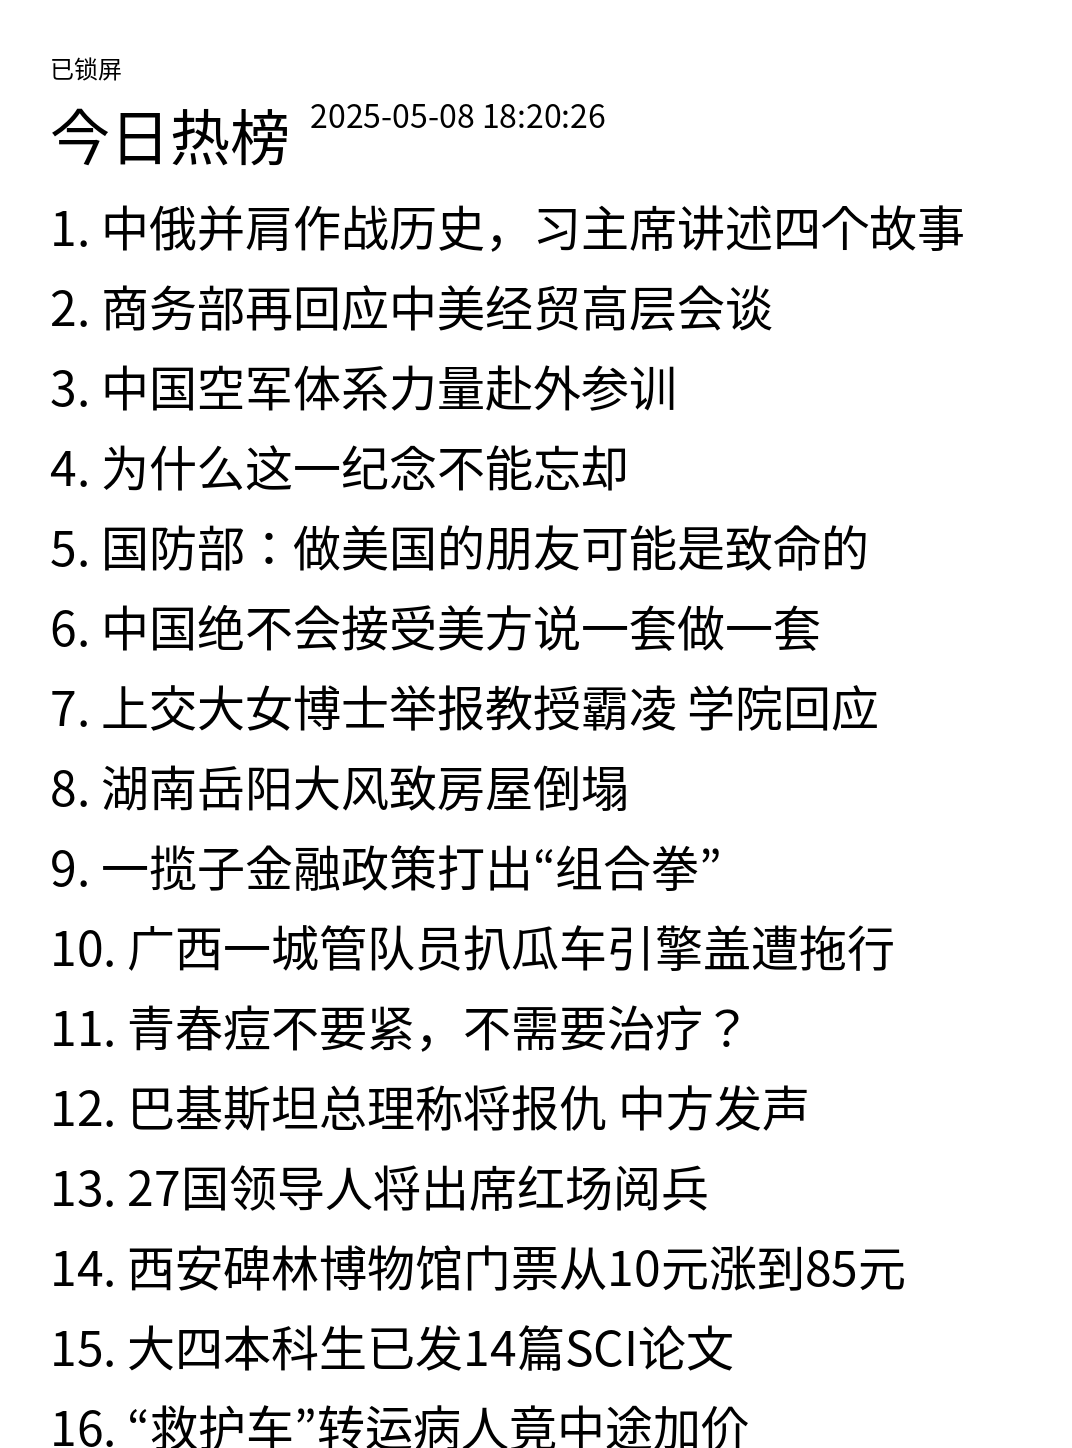 已锁屏
今日热榜 2025-05-08 18:20:26
1. 中俄并肩作战历史，习主席讲述四个故事
2. 商务部再回应中美经贸高层会谈
3. 中国空军体系力量赴外参训
4. 为什么这一纪念不能忘却
5. 国防部：做美国的朋友可能是致命的
6. 中国绝不会接受美方说一套做一套
7. 上交大女博士举报教授霸凌 学院回应
8. 湖南岳阳大风致房屋倒塌
9. 一揽子金融政策打出“组合拳”
10. 广西一城管队员扒瓜车引擎盖遭拖行
11. 青春痘不要紧，不需要治疗？
12. 巴基斯坦总理称将报仇 中方发声
13. 27国领导人将出席红场阅兵
14. 西安碑林博物馆门票从10元涨到85元
15. 大四本科生已发14篇SCI论文
16. “救护车”转运病人竟中途加价